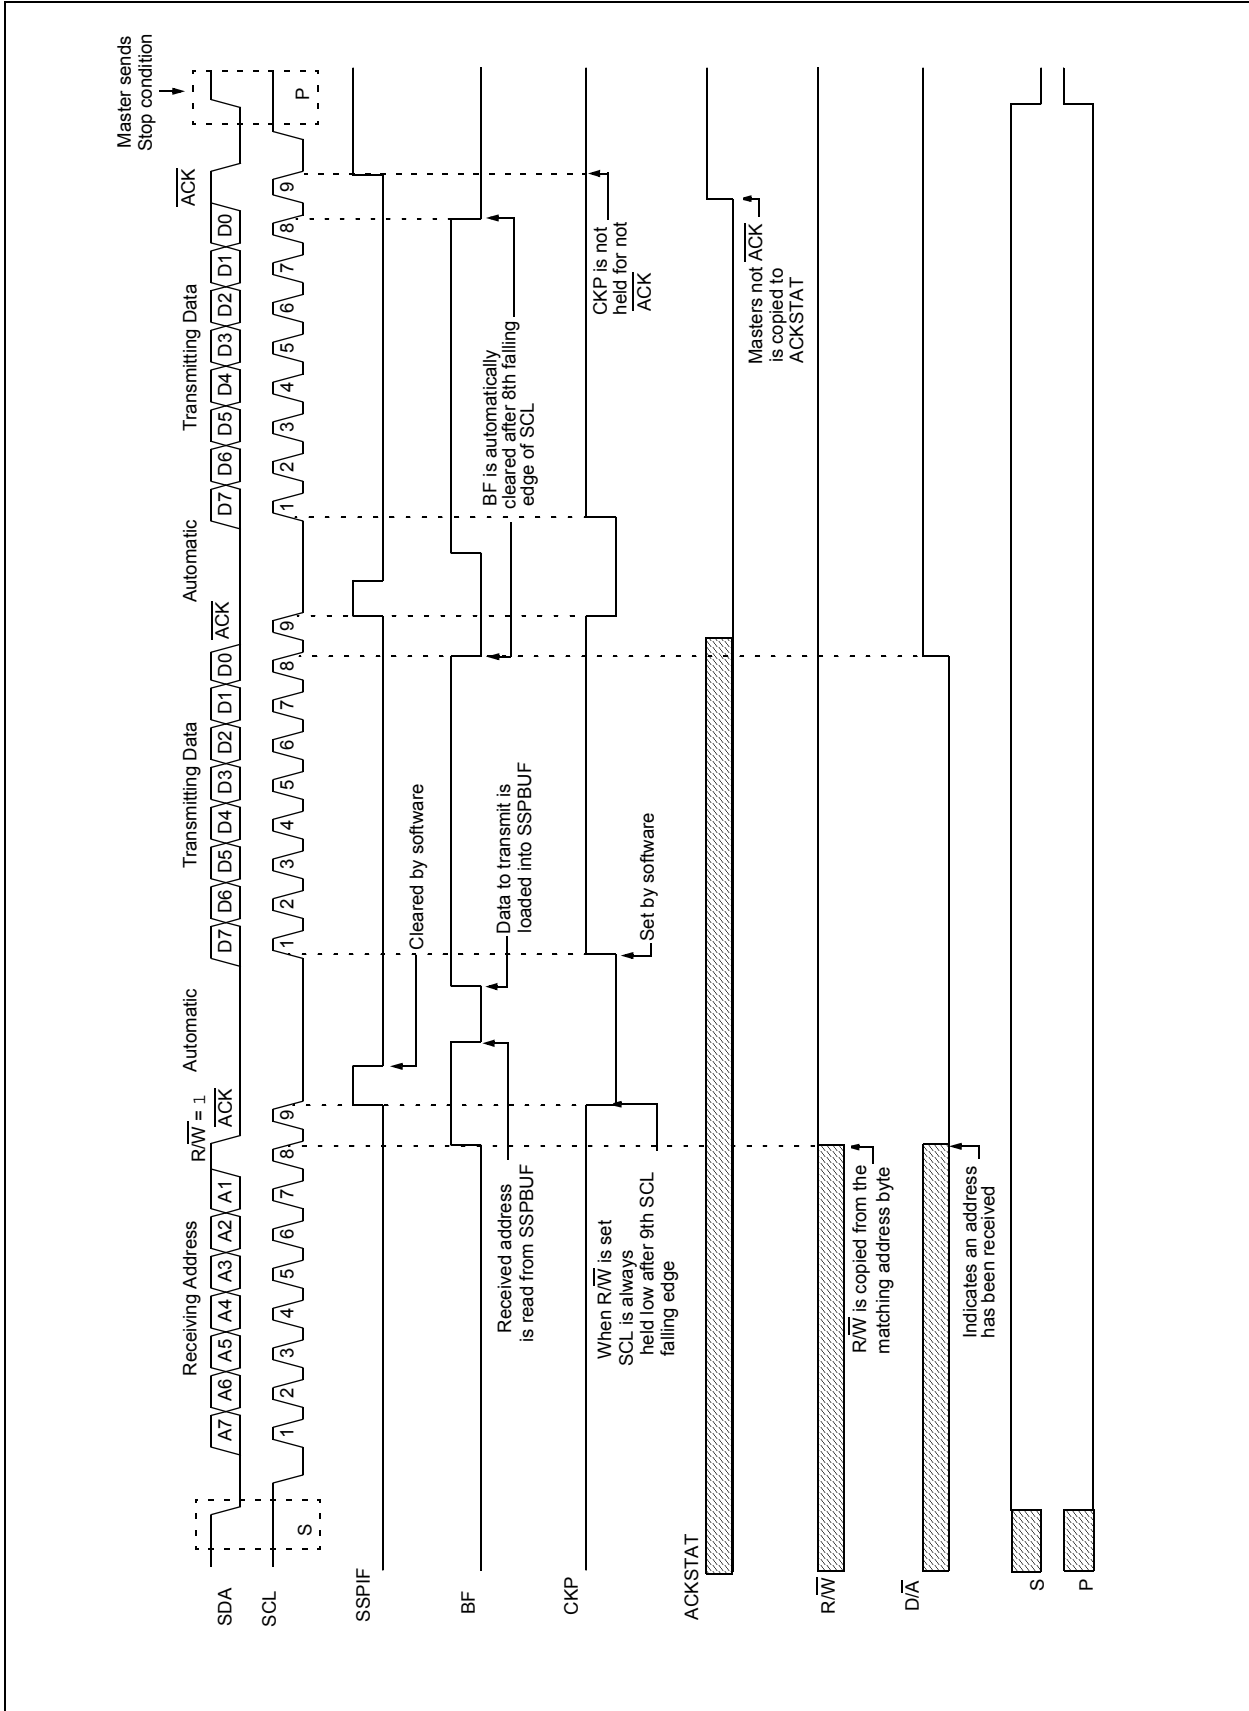 Master sends
Stop condition
Receiving Address
R/W = 1
ACK
Automatic
Transmitting Data
ACK
Automatic
Transmitting Data
ACK
SDA
A7 A6 A5 A4 A3 A2 A1
D7 D6 D5 D4 D3 D2 D1 D0
D7 D6 D5 D4 D3 D2 D1 D0
SCL
S
1 2 3 4 5 6 7 8 9
1 2 3 4 5 6 7 8 9
1 2 3 4 5 6 7 8 9
P
SSPIF
Cleared by software
BF
Received address
is read from SSPBUF
Data to transmit is
loaded into SSPBUF
BF is automatically
cleared after 8th falling
edge of SCL
CKP
When R/W is set
SCL is always
held low after 9th SCL
falling edge
Set by software
CKP is not
held for not
ACK
ACKSTAT
Masters not ACK
is copied to
ACKSTAT
R/W
R/W is copied from the
matching address byte
D/A
Indicates an address
has been received
S
P